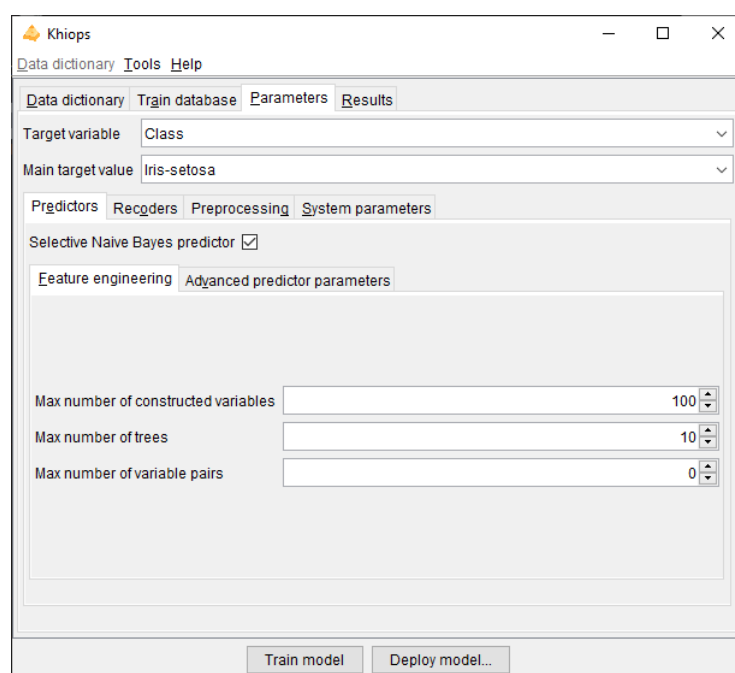 Khiops
Data dictionary Tools Help
Data dictionary Train database Parameters Results
Target variable Class
Main target value Iris-setosa
Predictors Recoders Preprocessing System parameters
Selective Naive Bayes predictor
Feature engineering Advanced predictor parameters
Max number of constructed variables 100
Max number of trees 10
Max number of variable pairs 0
Train model Deploy model...